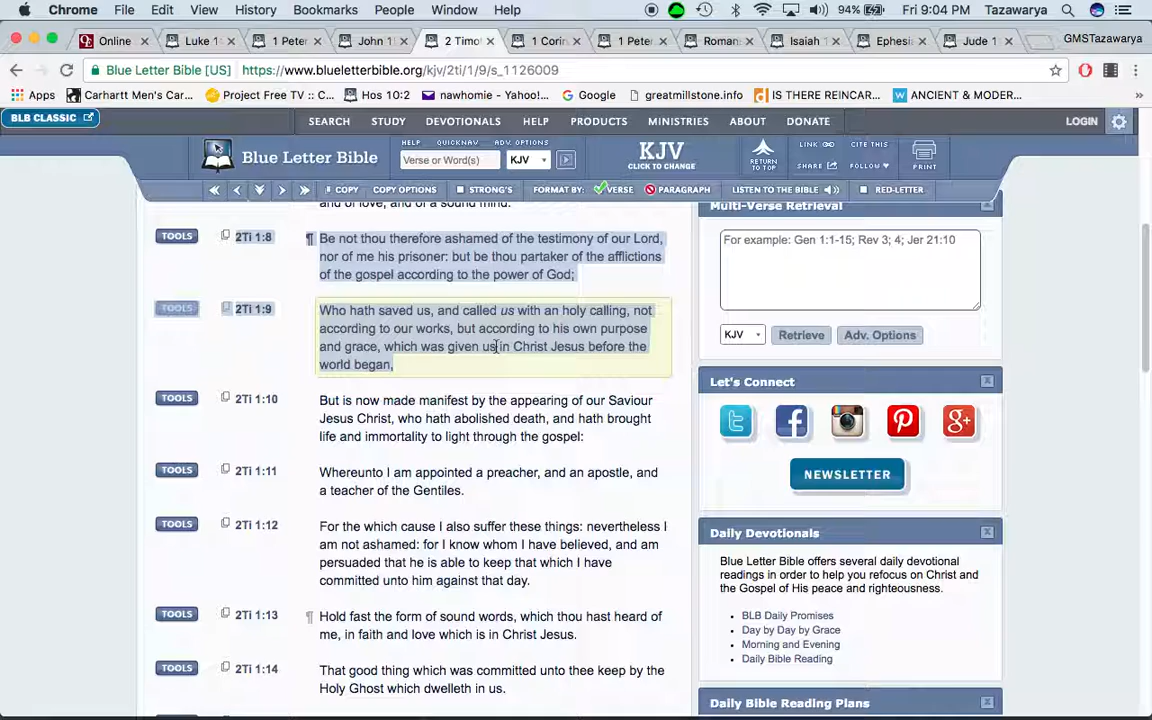 Chrome File Edit View History Bookmarks People Window Help 94% Fri 9:04 PM Tazawarya
Online Luke 1 1 Peter John 1 2 Timot 1 Corin 1 Peter Romans Isaiah 1 Ephesi Jude 1 GMSTazawarya
Blue Letter Bible [US] https://www.blueletterbible.org/kjv/2ti/1/9/s_1126009
Apps Carhartt Men's Car... Project Free TV :: C... Hos 10:2 nawhomie - Yahoo!... Google greatmillstone.info IS THERE REINCAR... ANCIENT & MODER... »
BLB CLASSIC SEARCH STUDY DEVOTIONALS HELP PRODUCTS MINISTRIES ABOUT DONATE LOGIN
HELP QUICKNAV ADV. OPTIONS
Blue Letter Bible Verse or Word(s) KJV
KJV
CLICK TO CHANGE
RETURN
TO TOP
LINK CITE THIS
SHARE FOLLOW PRINT
COPY COPY OPTIONS STRONG'S FORMAT BY: VERSE PARAGRAPH LISTEN TO THE BIBLE RED-LETTER
and of love, and of a sound mind.
TOOLS 2Ti 1:8 ¶ Be not thou therefore ashamed of the testimony of our Lord,
nor of me his prisoner: but be thou partaker of the afflictions
of the gospel according to the power of God;
TOOLS 2Ti 1:9 Who hath saved us, and called us with an holy calling, not
according to our works, but according to his own purpose
and grace, which was given us in Christ Jesus before the
world began,
TOOLS 2Ti 1:10 But is now made manifest by the appearing of our Saviour
Jesus Christ, who hath abolished death, and hath brought
life and immortality to light through the gospel:
TOOLS 2Ti 1:11 Whereunto I am appointed a preacher, and an apostle, and
a teacher of the Gentiles.
TOOLS 2Ti 1:12 For the which cause I also suffer these things: nevertheless I
am not ashamed: for I know whom I have believed, and am
persuaded that he is able to keep that which I have
committed unto him against that day.
TOOLS 2Ti 1:13 ¶ Hold fast the form of sound words, which thou hast heard of
me, in faith and love which is in Christ Jesus.
TOOLS 2Ti 1:14 That good thing which was committed unto thee keep by the
Holy Ghost which dwelleth in us.
Multi-Verse Retrieval
For example: Gen 1:1-15; Rev 3; 4; Jer 21:10
KJV Retrieve Adv. Options
Let's Connect
NEWSLETTER
Daily Devotionals
Blue Letter Bible offers several daily devotional
readings in order to help you refocus on Christ and
the Gospel of His peace and righteousness.
• BLB Daily Promises
• Day by Day by Grace
• Morning and Evening
• Daily Bible Reading
Daily Bible Reading Plans